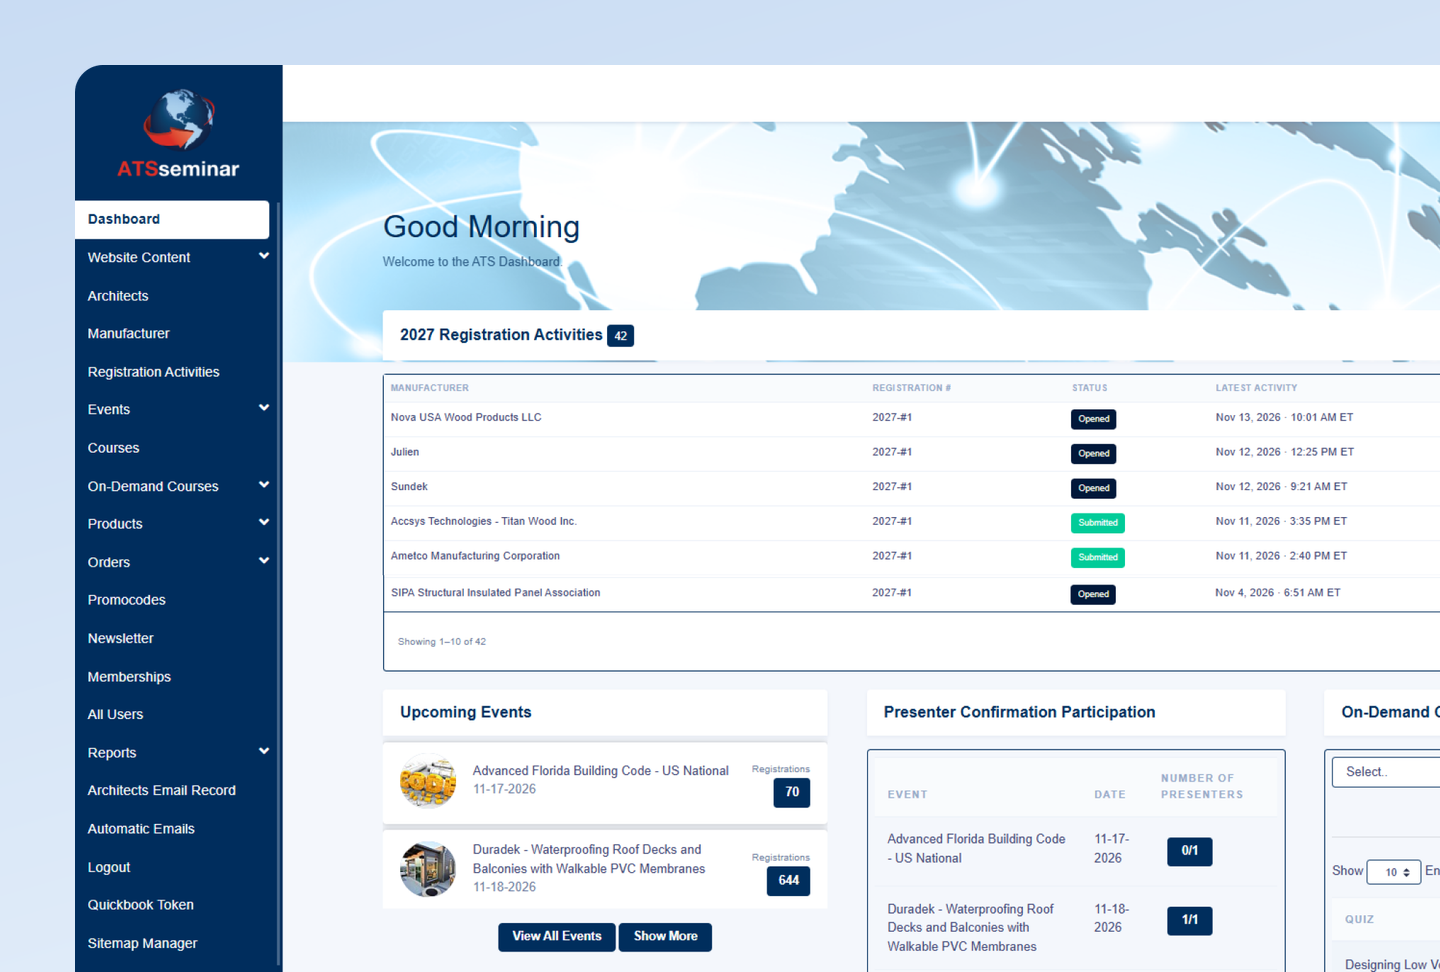 ATSseminar
Dashboard
Website Content
Architects
Manufacturer
Registration Activities
Events
Courses
On-Demand Courses
Products
Orders
Promocodes
Newsletter
Memberships
All Users
Reports
Architects Email Record
Automatic Emails
Logout
Quickbook Token
Sitemap Manager
Good Morning
Welcome to the ATS Dashboard.
2027 Registration Activities 42
MANUFACTURER REGISTRATION # STATUS LATEST ACTIVITY
Nova USA Wood Products LLC 2027-#1 Opened Nov 13, 2026 · 10:01 AM ET
Julien 2027-#1 Opened Nov 12, 2026 · 12:25 PM ET
Sundek 2027-#1 Opened Nov 12, 2026 · 9:21 AM ET
Accsys Technologies - Titan Wood Inc. 2027-#1 Submitted Nov 11, 2026 · 3:35 PM ET
Ametco Manufacturing Corporation 2027-#1 Submitted Nov 11, 2026 · 2:40 PM ET
SIPA Structural Insulated Panel Association 2027-#1 Opened Nov 4, 2026 · 6:51 AM ET
Showing 1–10 of 42
Upcoming Events
Advanced Florida Building Code - US National
11-17-2026
Registrations
70
Duradek - Waterproofing Roof Decks and
Balconies with Walkable PVC Membranes
11-18-2026
Registrations
644
View All Events Show More
Presenter Confirmation Participation
EVENT DATE NUMBER OF
PRESENTERS
Advanced Florida Building Code
- US National
11-17-
2026
0/1
Duradek - Waterproofing Roof
Decks and Balconies with
Walkable PVC Membranes
11-18-
2026
1/1
On-Demand
Select..
Show 10 En
QUIZ
Designing Low